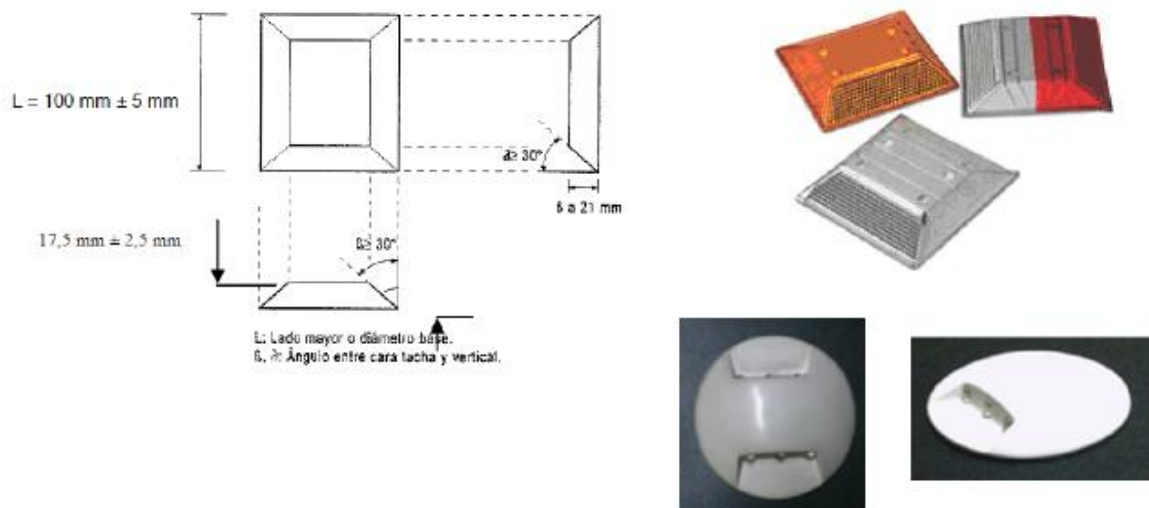 L = 100 mm ± 5 mm
∂≥ 30°
ß a 21 mm
17,5 mm ± 2,5 mm
ß≥ 30°
L: Lado mayor o diámetro base.
ß, ∂: Ángulo entre cara tacha y vertical.